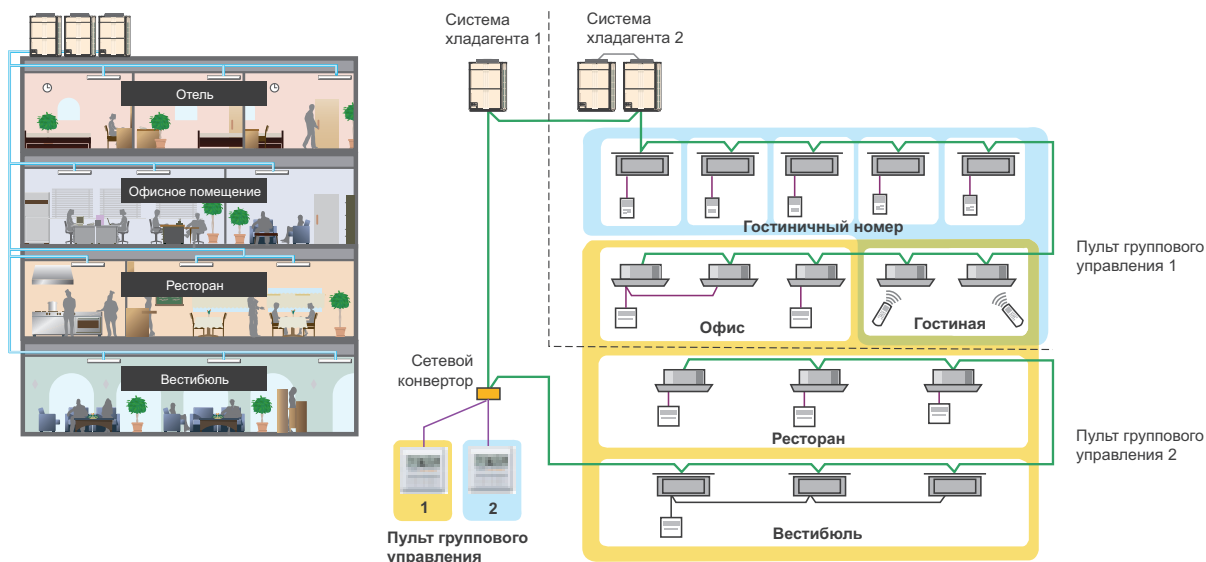 Отель
Офисное помещение
Ресторан
Вестибюль
Система
хладагента 1
Система
хладагента 2
Гостиничный номер
Пульт группового
управления 1
Офис
Гостиная
Сетевой
конвертор
Ресторан
Пульт группового
управления 2
1
2
Вестибюль
Пульт группового
управления